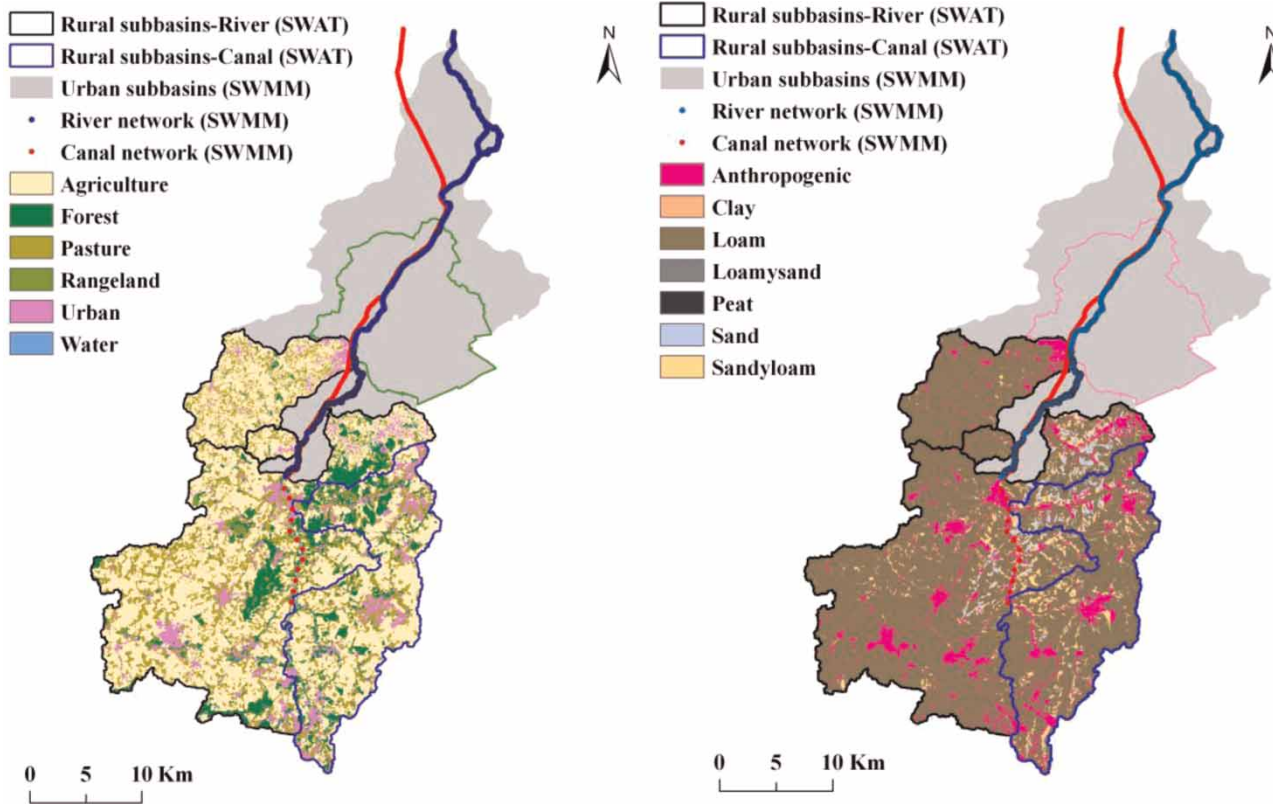 Rural subbasins-River (SWAT)
Rural subbasins-Canal (SWAT)
Urban subbasins (SWMM)
River network (SWMM)
Canal network (SWMM)
Agriculture
Forest
Pasture
Rangeland
Urban
Water
N
0 5 10 Km
Rural subbasins-River (SWAT)
Rural subbasins-Canal (SWAT)
Urban subbasins (SWMM)
River network (SWMM)
Canal network (SWMM)
Anthropogenic
Clay
Loam
Loamysand
Peat
Sand
Sandyloam
N
0 5 10 Km